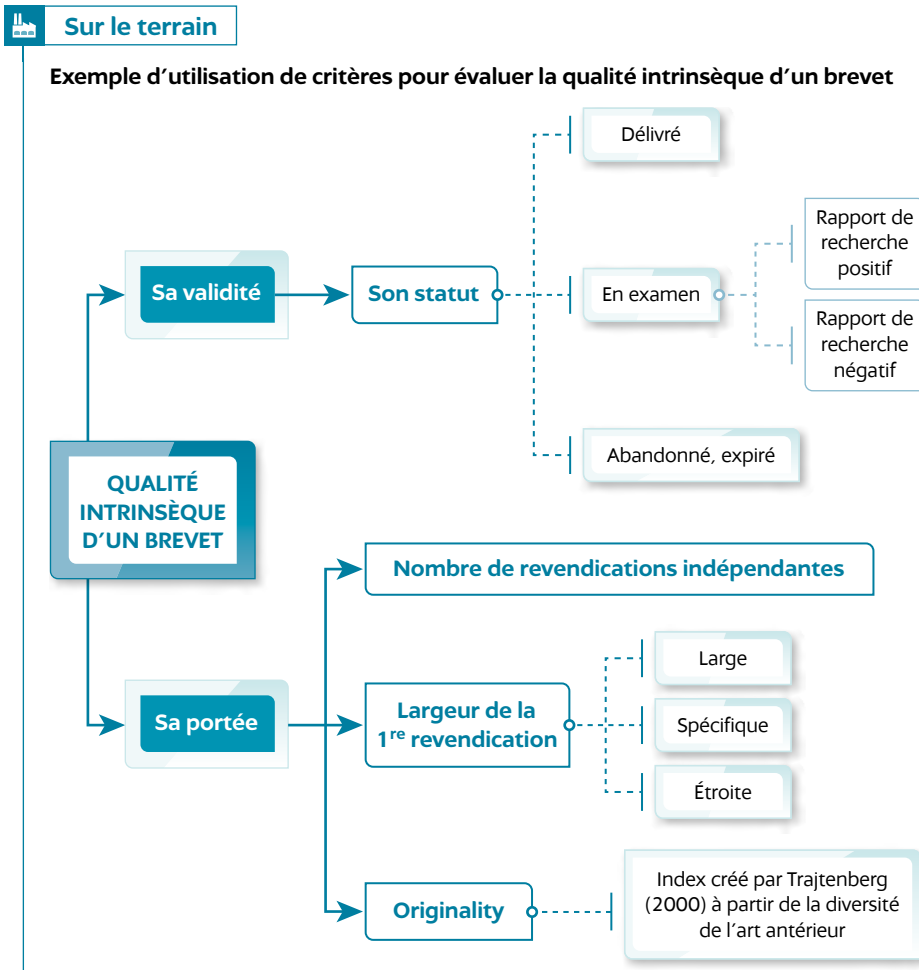 Sur le terrain
Exemple d'utilisation de critères pour évaluer la qualité intrinsèque d'un brevet
Délivré
Rapport de
recherche
positif
Sa validité
Son statut
En examen
Rapport de
recherche
négatif
Abandonné, expiré
QUALITÉ
INTRINSÈQUE
D'UN BREVET
Nombre de revendications indépendantes
Large
Sa portée
Largeur de la
1re revendication
Spécifique
Étroite
Originality
Index créé par Trajtenberg
(2000) à partir de la diversité
de l'art antérieur